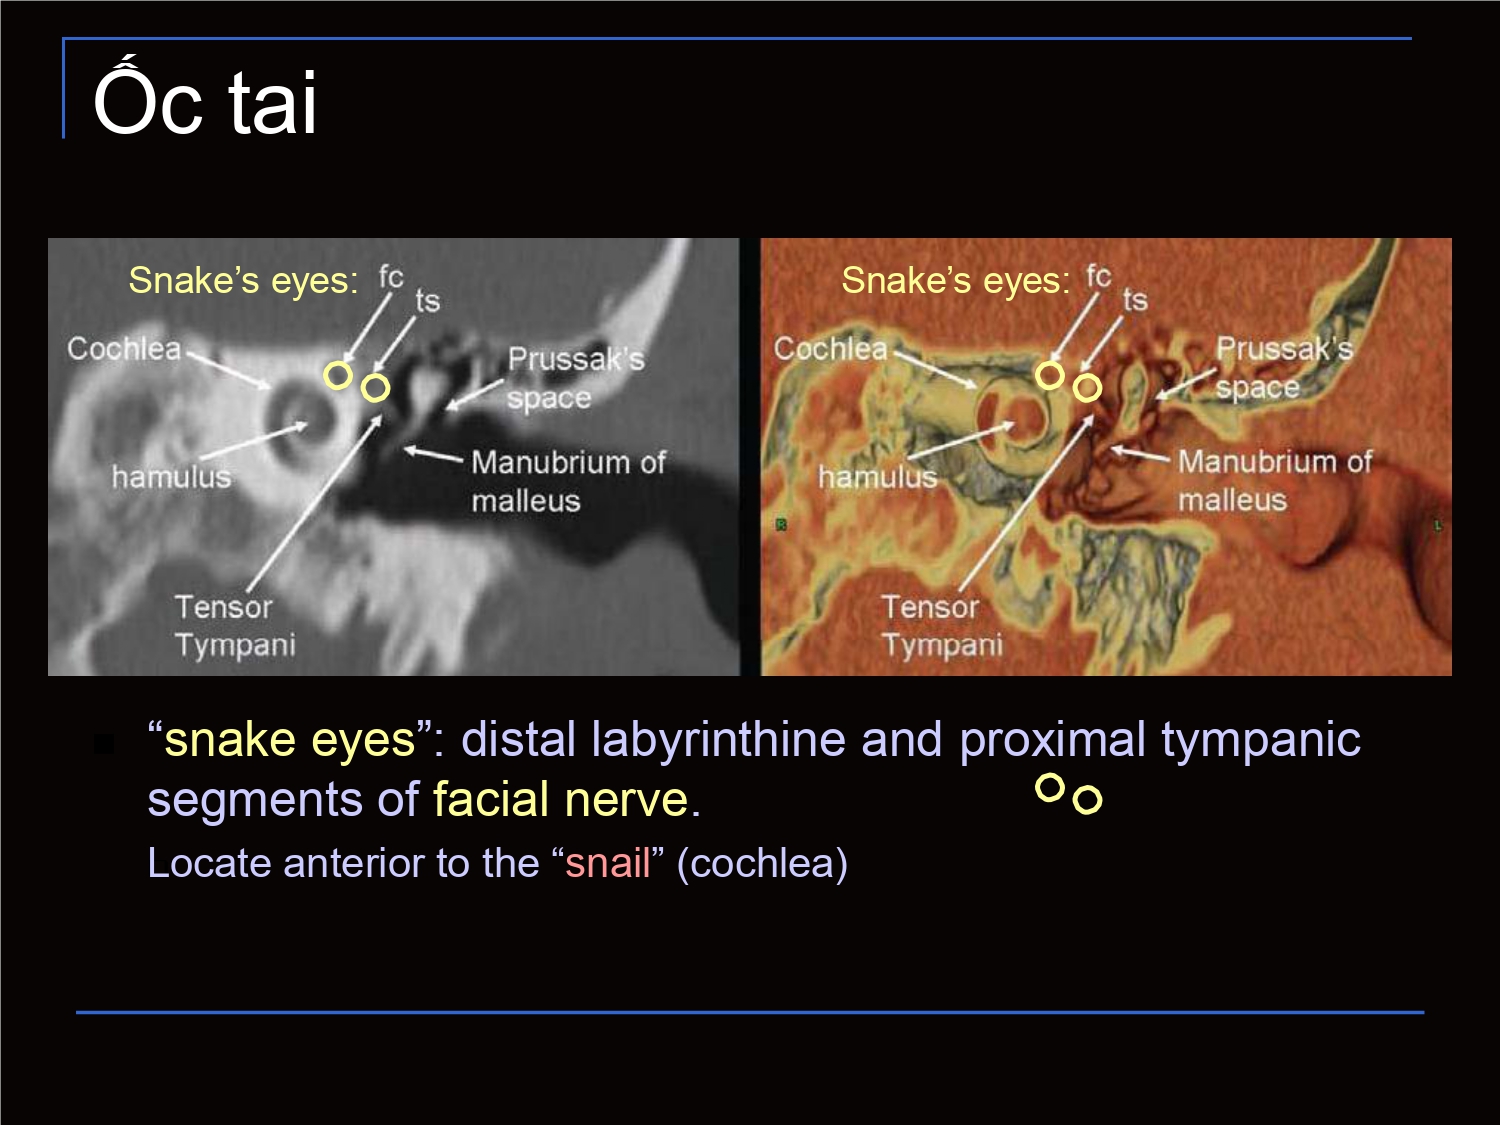 Ốc tai
Snake’s eyes: fc
ts
Cochlea
Prussak’s
space
hamulus
Manubrium of
malleus
Tensor
Tympani
Snake’s eyes: fc
ts
Cochlea
Prussak’s
space
hamulus
Manubrium of
malleus
R
L
Tensor
Tympani
“snake eyes”: distal labyrinthine and proximal tympanic
segments of facial nerve.
Locate anterior to the “snail” (cochlea)